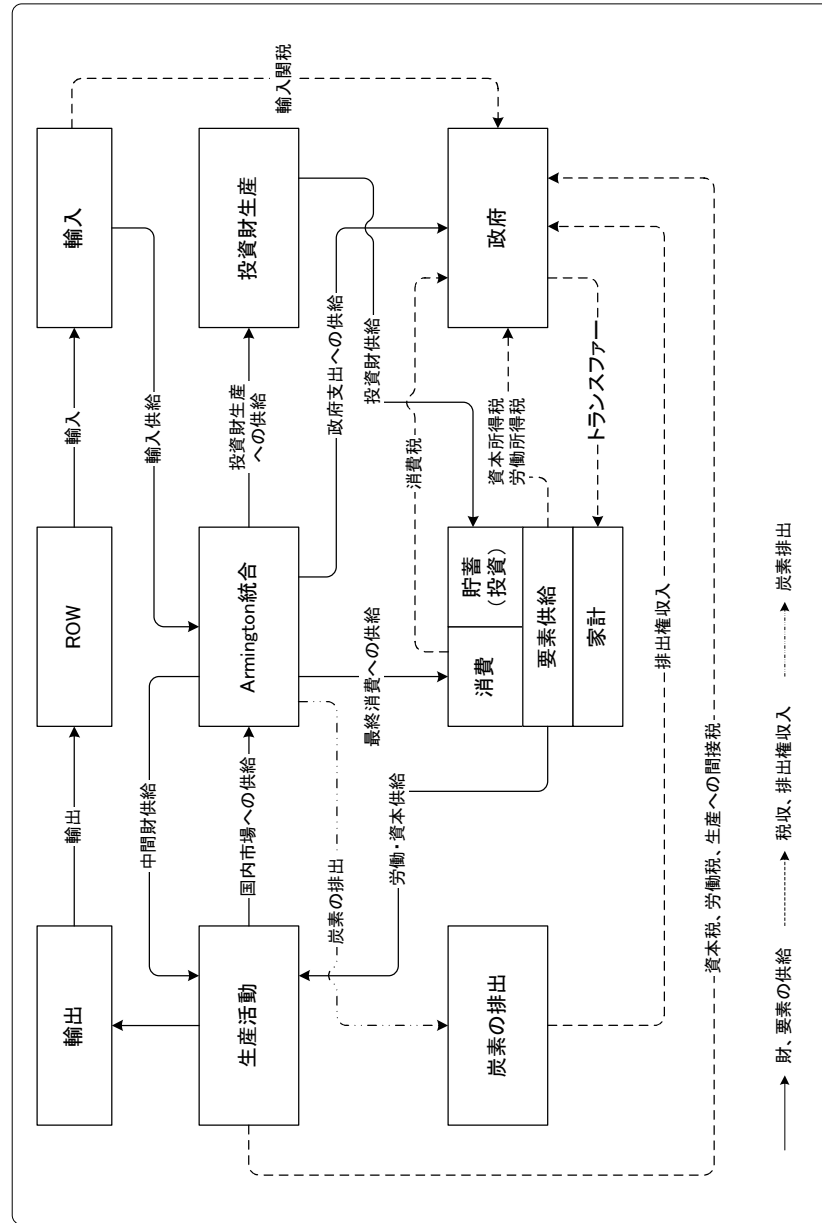 輸出
輸出
ROW
輸入
輸入
輸入関税
中間財供給
輸入供給
生産活動
国内市場への供給
Armington統合
投資財生産
への供給
投資財生産
炭素の排出
最終消費への供給
政府支出への供給
投資財供給
労働・資本供給
消費税
資本所得税
労働所得税
炭素の排出
消費
貯蓄
(投資)
要素供給
家計
トランスファー
政府
排出権収入
資本税、労働税、生産への間接税
財、要素の供給
税収、排出権収入
炭素排出